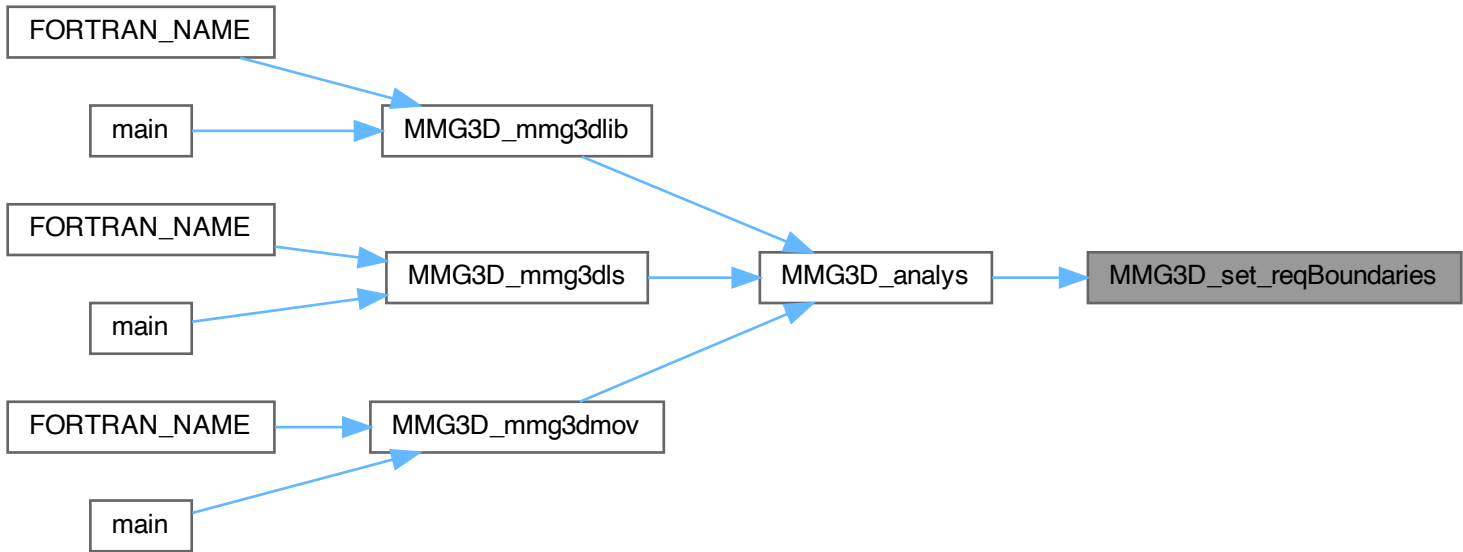 FORTRAN_NAME
main
MMG3D_mmg3dlib
FORTRAN_NAME
main
MMG3D_mmg3dls
MMG3D_analys
MMG3D_set_reqBoundaries
FORTRAN_NAME
main
MMG3D_mmg3dmov